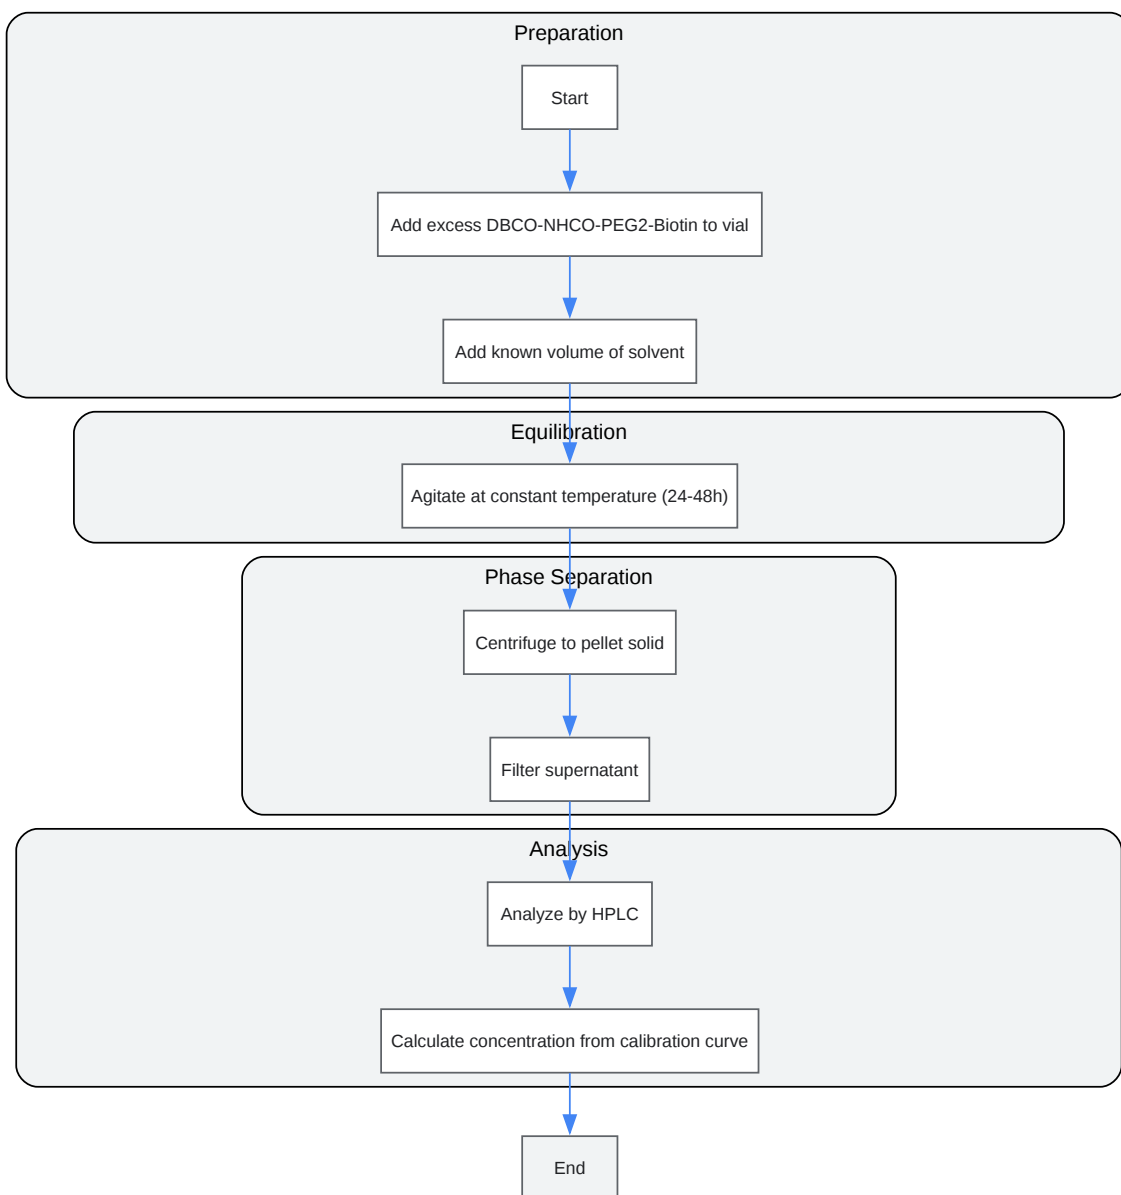 Preparation
Start
Add excess DBCO-NHCO-PEG2-Biotin to vial
Add known volume of solvent
Equilibration
Agitate at constant temperature (24-48h)
Phase Separation
Centrifuge to pellet solid
Filter supernatant
Analysis
Analyze by HPLC
Calculate concentration from calibration curve
End